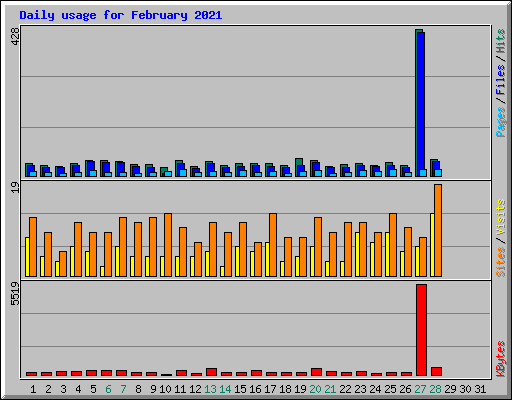 Daily usage for February 2021
428
Pages / Files / Hits
19
Sites / Visits
5519
KBytes
1 2 3 4 5 6 7 8 9 10 11 12 13 14 15 16 17 18 19 20 21 22 23 24 25 26 27 28 29 30 31